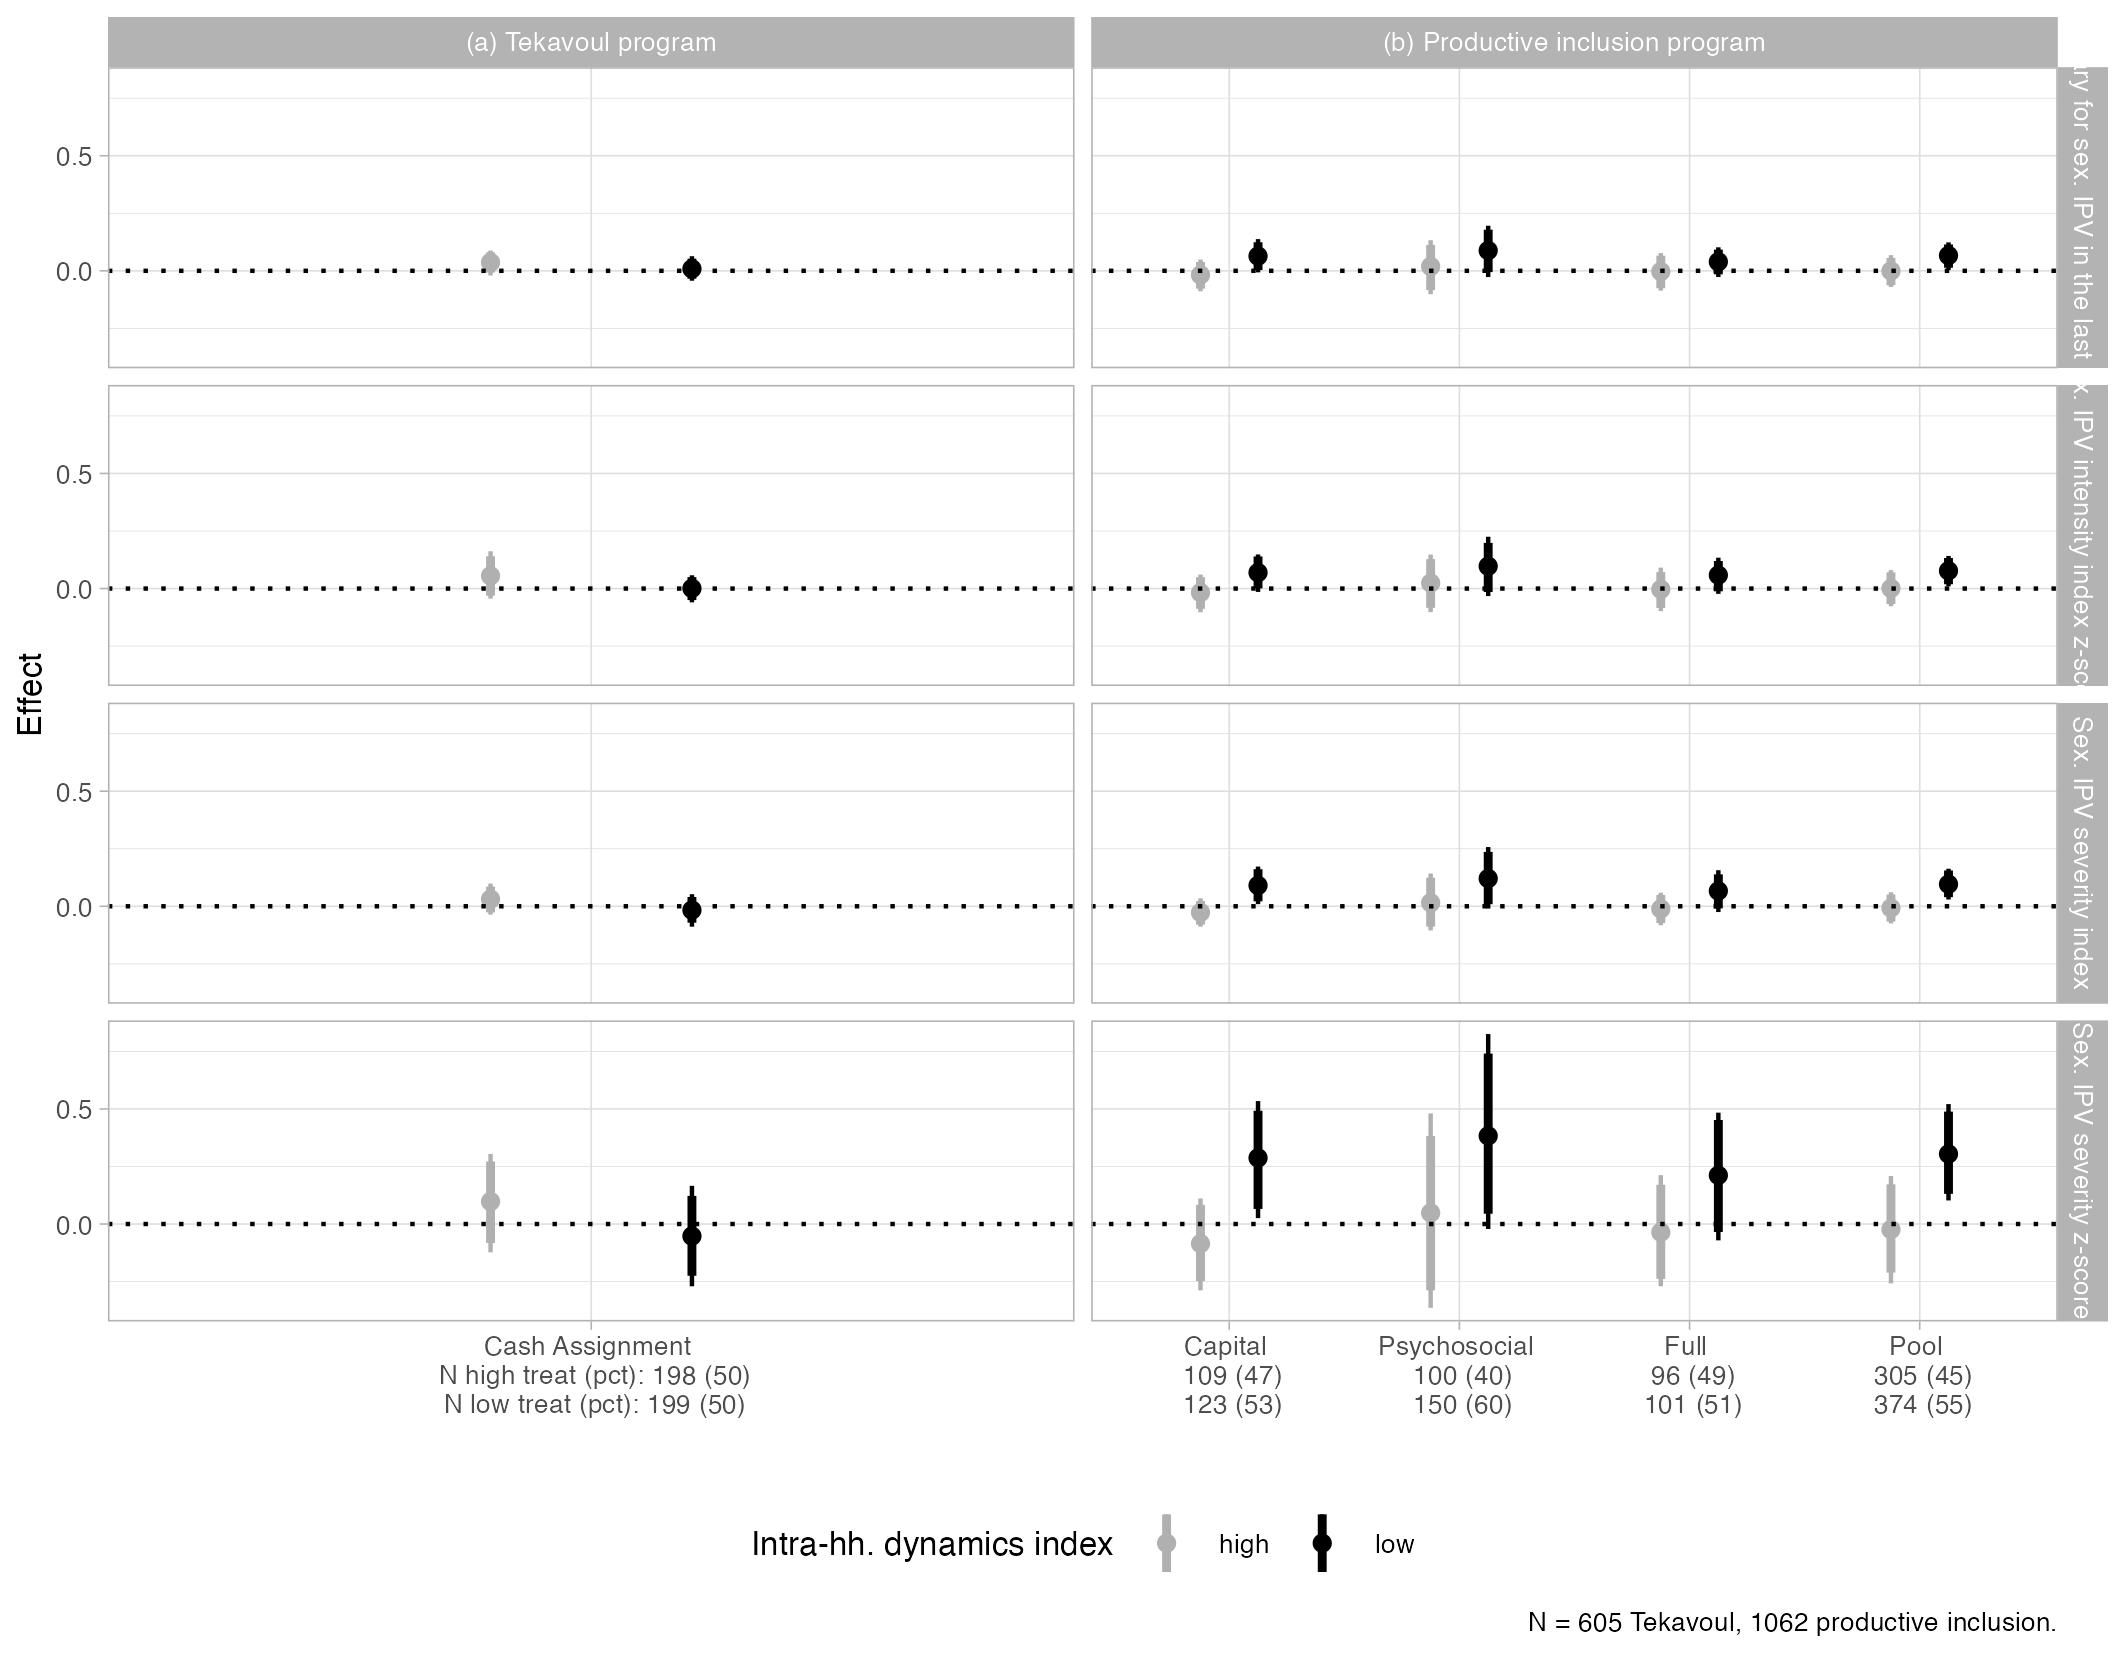 (a) Tekavoul program
(b) Productive inclusion program
for sex. IPV in the last
0.5
0.0
IPV intensity index
0.5
0.0
Sex. IPV severity index
0.5
0.0
Sex. IPV severity z-score
0.5
0.0
Effect
Cash Assignment
N high treat (pct): 198 (50)
N low treat (pct): 199 (50)
Capital
109 (47)
123 (53)
Psychosocial
100 (40)
150 (60)
Full
96 (49)
101 (51)
Pool
305 (45)
374 (55)
Intra-hh. dynamics index
high
low
N = 605 Tekavoul, 1062 productive inclusion.